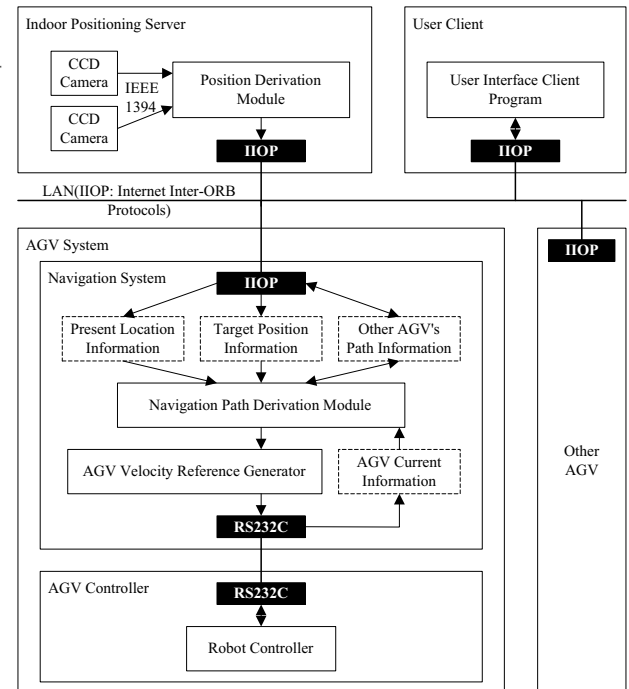 Indoor Positioning Server
CCD
Camera
IEEE
1394
CCD
Camera
Position Derivation
Module
IIOP
User Client
User Interface Client
Program
IIOP
LAN(IIOP: Internet Inter-ORB
Protocols)
AGV System
Navigation System
IIOP
Present Location
Information
Target Position
Information
Other AGV's
Path Information
Navigation Path Derivation Module
AGV Velocity Reference Generator
AGV Current
Information
RS232C
AGV Controller
RS232C
Robot Controller
IIOP
Other
AGV